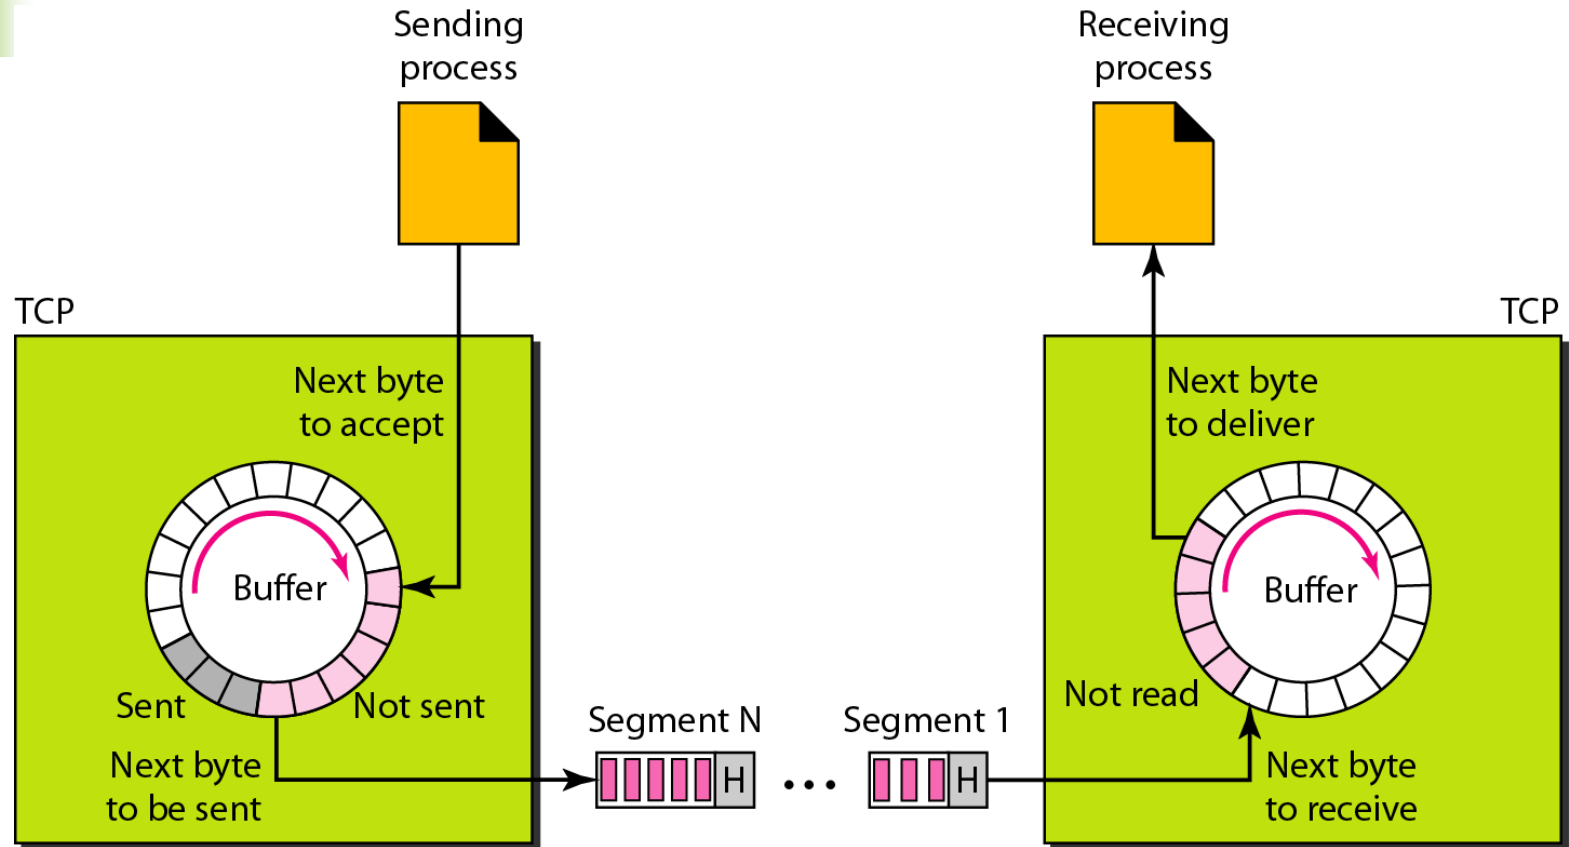 Sending
process
Receiving
process
TCP
TCP
Next byte
to accept
Next byte
to deliver
Buffer
Buffer
Sent
Not sent
Not read
Segment N
Segment 1
Next byte
to be sent
H
...
H
Next byte
to receive